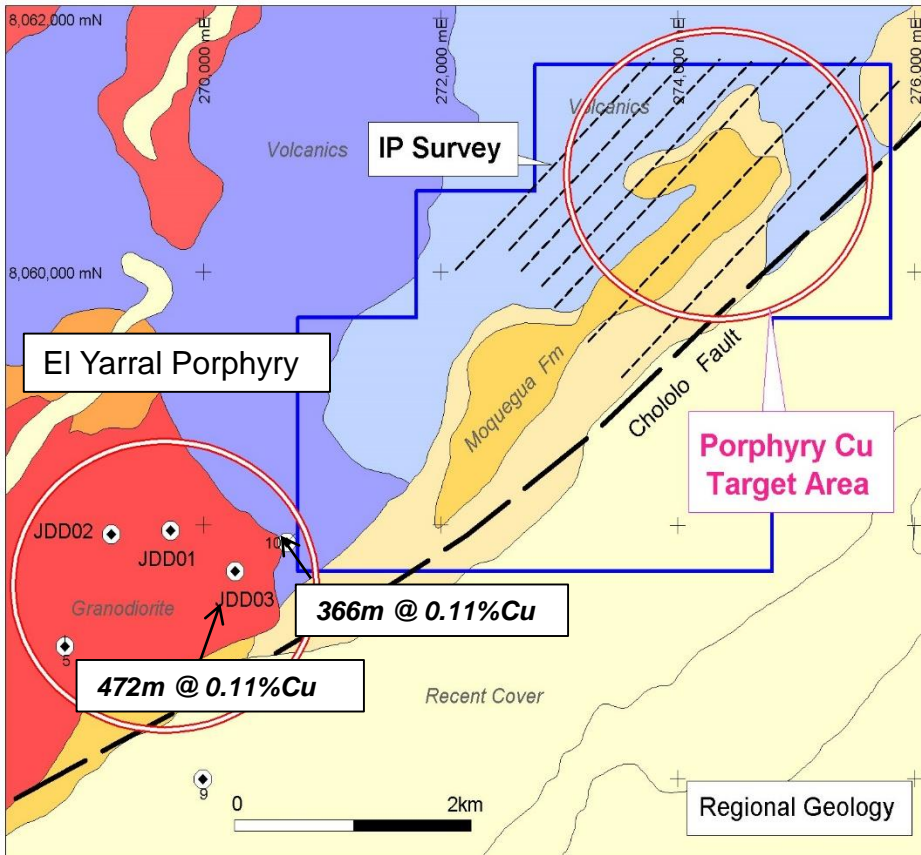 8,062,000 mN
270,000 mE
272,000 mE
274,000 mE
276,000 mE
Volcanics
Volcanics
IP Survey
8,060,000 mN
El Yarral Porphyry
Moquegua Fm
Chololo Fault
Porphyry Cu
Target Area
JDD02
JDD01
10
JDD03
Granodiorite
366m @ 0.11%Cu
5
472m @ 0.11%Cu
Recent Cover
9
0
2km
Regional Geology